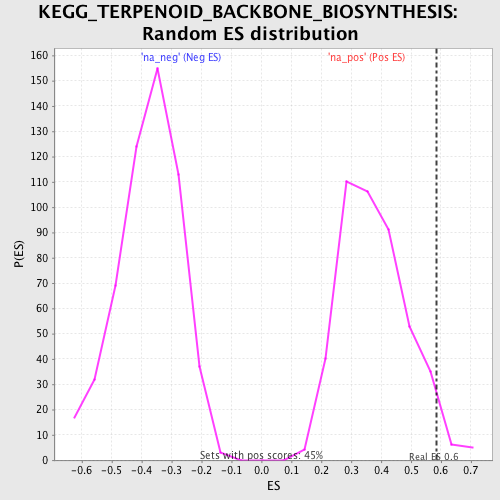 KEGG_TERPENOID_BACKBONE_BIOSYNTHESIS:
Random ES distribution
'na_neg' (Neg ES) 'na_pos' (Pos ES)
160
150
140
130
120
110
100
90
80
70
60
50
40
30
20
10
0
P(ES)
Sets with pos scores: 45%
Real ES 0.6
-0.6 -0.5 -0.4 -0.3 -0.2 -0.1 0.0 0.1 0.2 0.3 0.4 0.5 0.6 0.7
ES